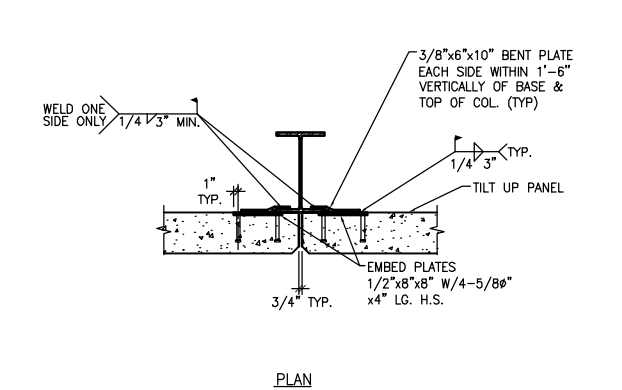 3/8"x6"x10" BENT PLATE
EACH SIDE WITHIN 1'-6"
VERTICALLY OF BASE &
TOP OF COL. (TYP)
WELD ONE
SIDE ONLY
1/4 3" MIN.
1/4 3" TYP.
1"
TYP.
TILT UP PANEL
EMBED PLATES
1/2"x8"x8" W/4-5/8ø"
x4" LG. H.S.
3/4" TYP.
PLAN